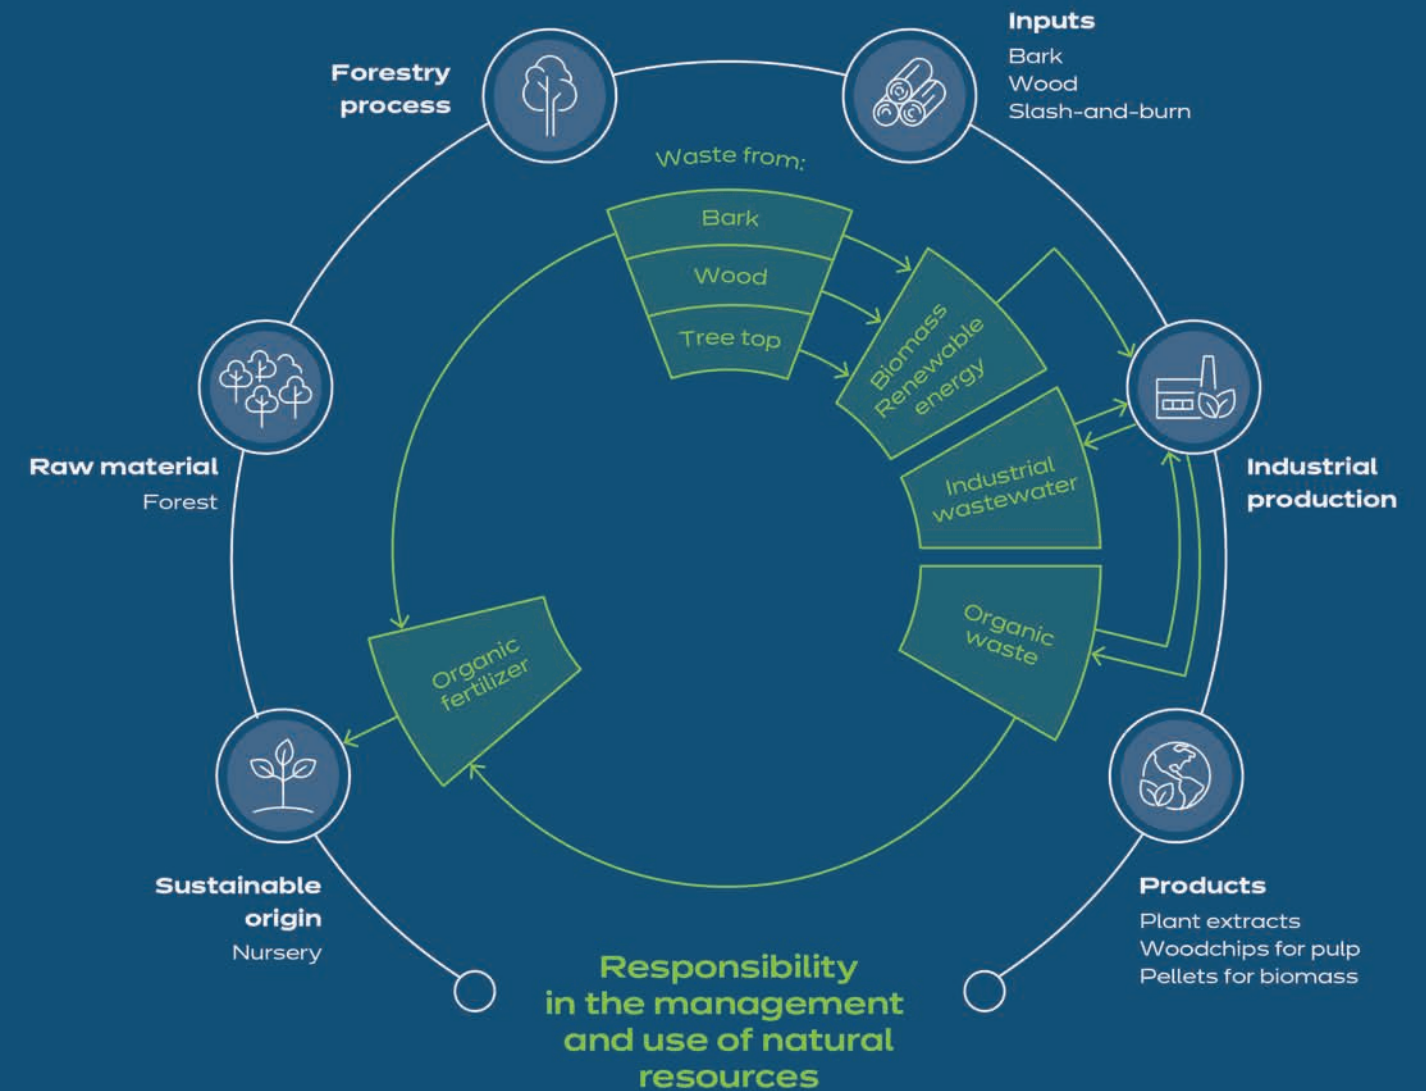 Inputs
Bark
Wood
Slash-and-burn
Forestry
process
Waste from:
Bark
Wood
Tree top
Biomass
Renewable
energy
Industrial
wastewater
Organic
waste
Organic
fertilizer
Raw material
Forest
Industrial
production
Sustainable
origin
Nursery
Products
Plant extracts
Woodchips for pulp
Pellets for biomass
Responsibility
in the management
and use of natural
resources